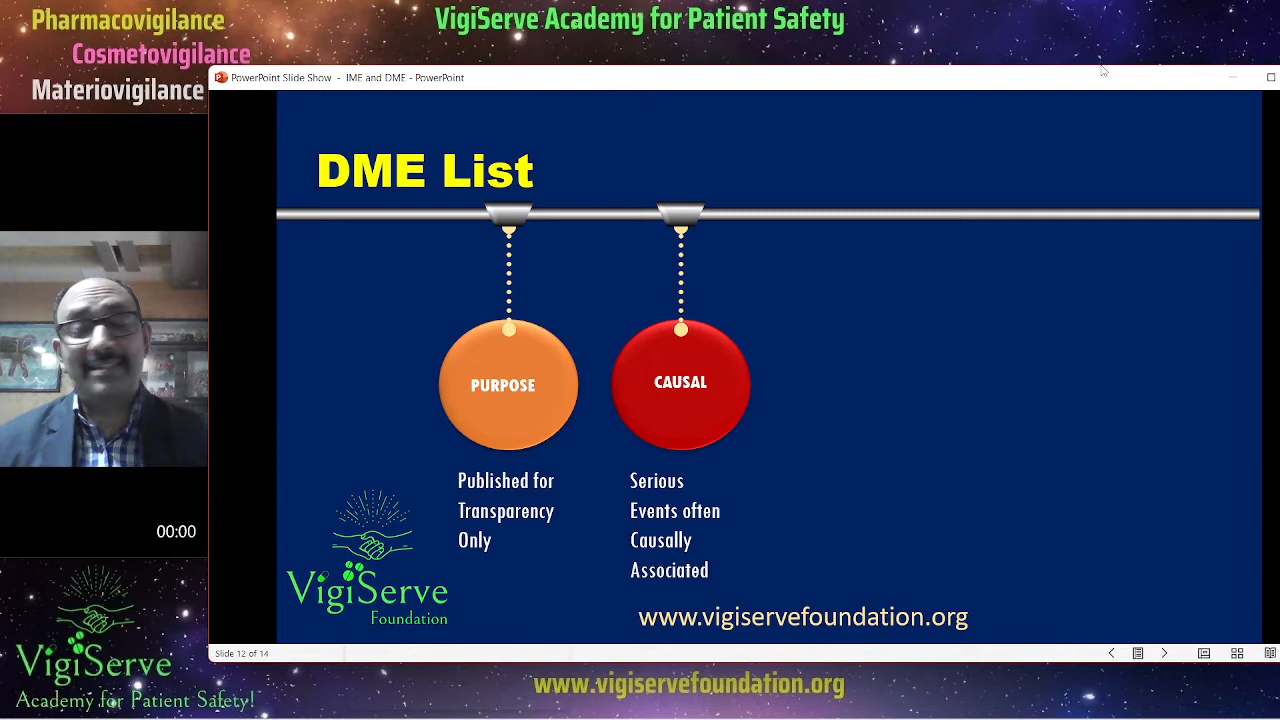 Pharmacovigilance
Cosmetovigilance
Materiovigilance
VigiServe Academy for Patient Safety
PowerPoint Slide Show - IME and DME - PowerPoint
DME List
PURPOSE
CAUSAL
Published for
Transparency
Only
Serious
Events often
Causally
Associated
00:00
VigiServe
Foundation
www.vigiservefoundation.org
Slide 12 of 14
VigiServe
Academy for Patient Safety!
www.vigiservefoundation.org